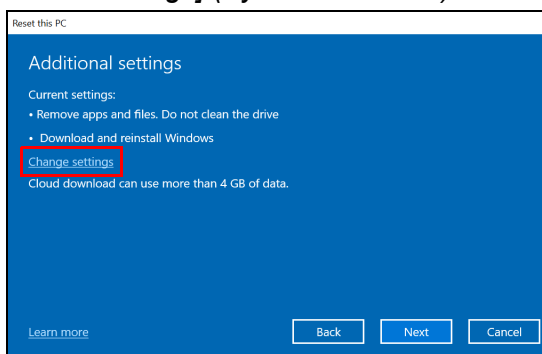 Reset this PC
Additional settings
Current settings:
• Remove apps and files. Do not clean the drive
• Download and reinstall Windows
Change settings
Cloud download can use more than 4 GB of data.
Learn more Back Next Cancel